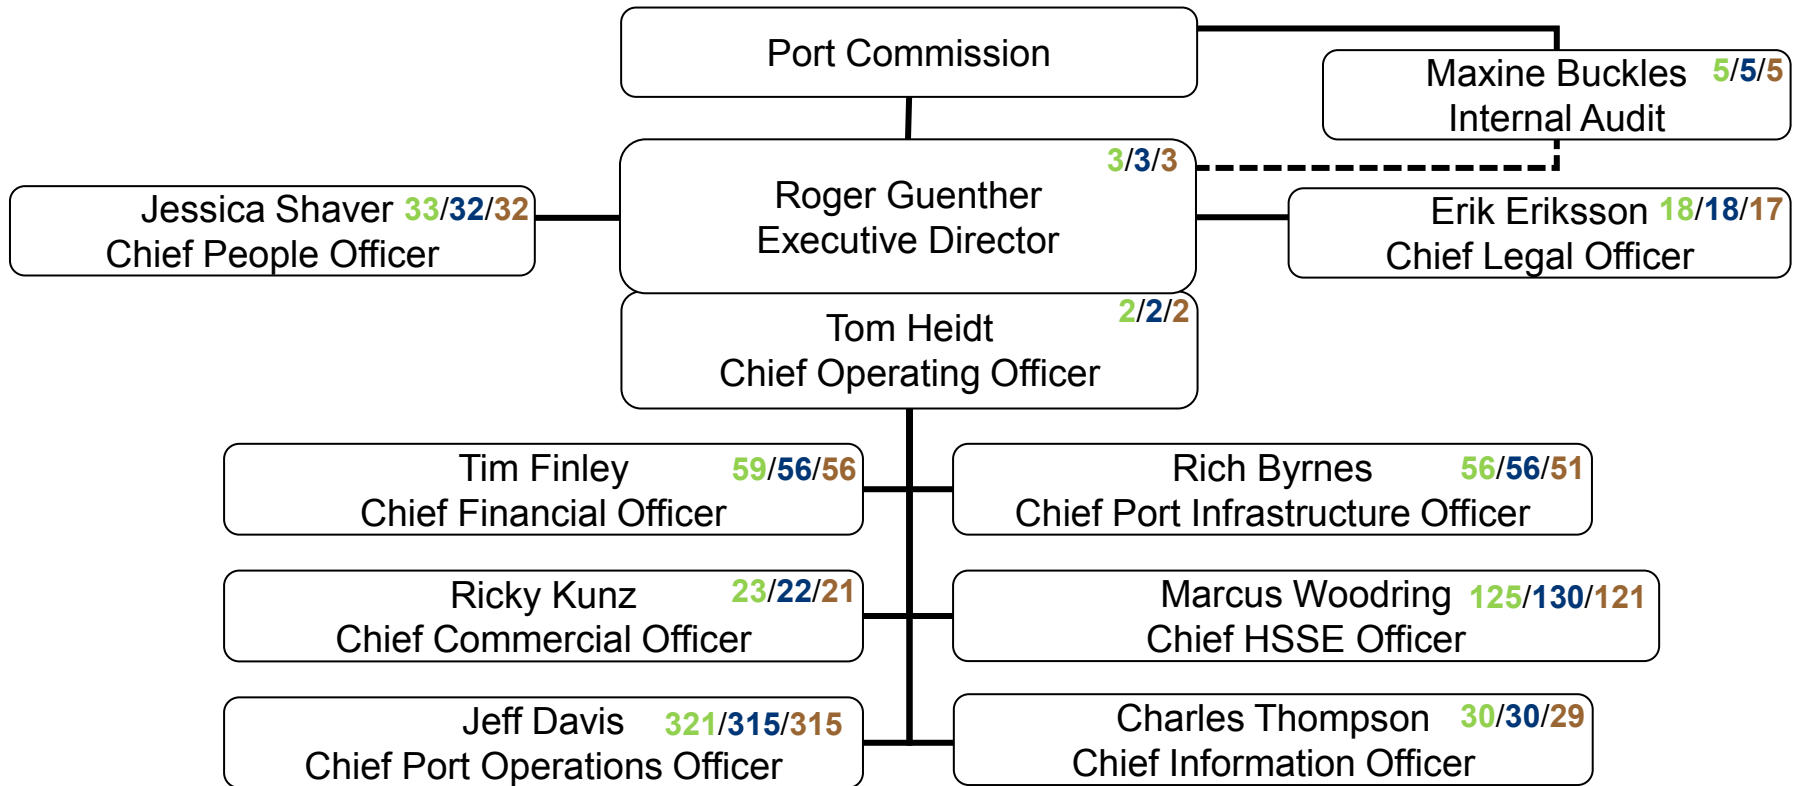 Port Commission
Maxine Buckles 5/5/5
Internal Audit
3/3/3
Roger Guenther
Executive Director
Jessica Shaver 33/32/32
Chief People Officer
Erik Eriksson 18/18/17
Chief Legal Officer
2/2/2
Tom Heidt
Chief Operating Officer
Tim Finley 59/56/56
Chief Financial Officer
Rich Byrnes 56/56/51
Chief Port Infrastructure Officer
Ricky Kunz 23/22/21
Chief Commercial Officer
Marcus Woodring 125/130/121
Chief HSSE Officer
Jeff Davis 321/315/315
Chief Port Operations Officer
Charles Thompson 30/30/29
Chief Information Officer